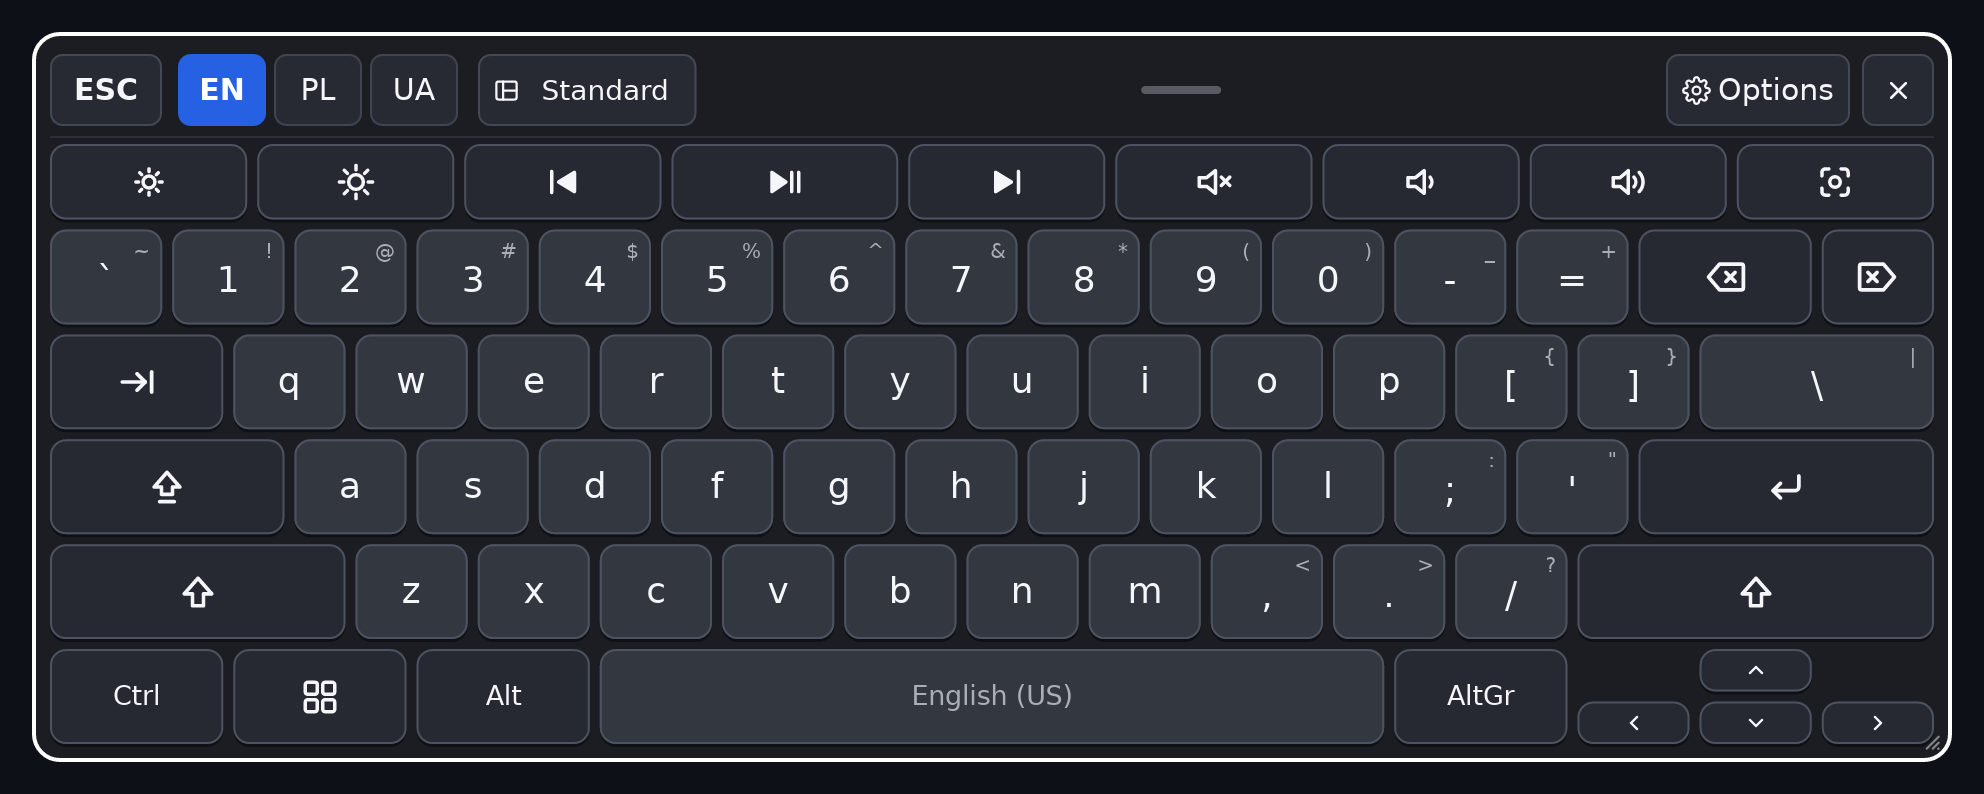 ESC EN PL UA Standard Options
` ~ 1 ! 2 @ 3 # 4 $ 5 % 6 ^ 7 & 8 * 9 ( 0 ) - _ = +
q w e r t y u i o p [ { ] } \ |
a s d f g h j k l ; : ' "
z x c v b n m , < . > / ?
Ctrl Alt English (US) AltGr